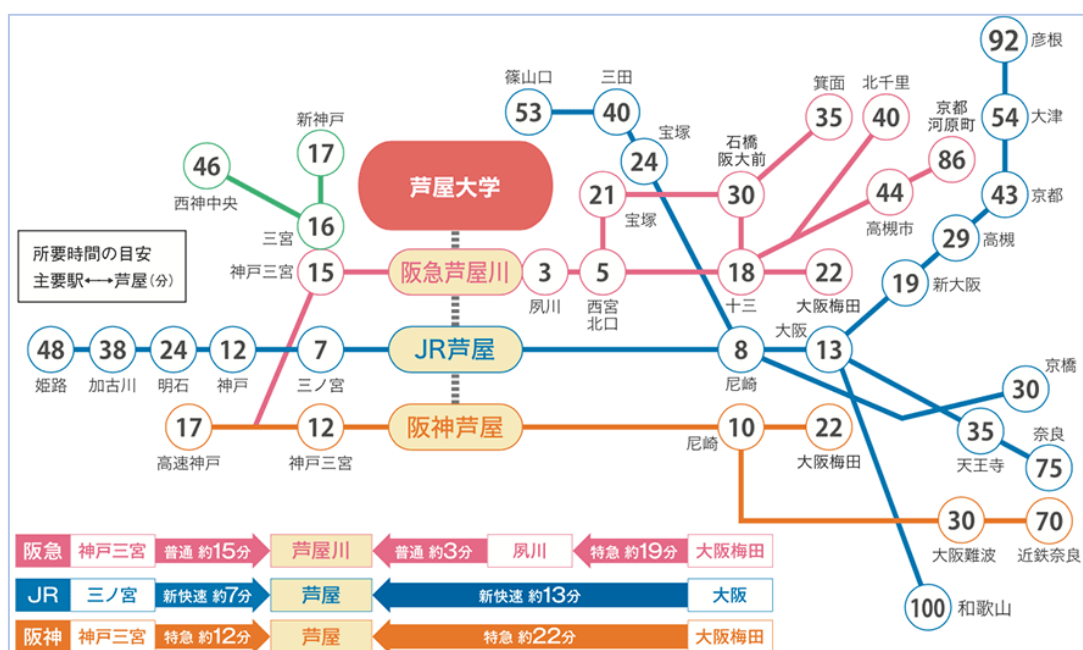 92
彦根
篠山口
53
三田
40
箕面
35
北千里
40
京都
河原町
86
54
大津
新神戸
17
46
西神中央
宝塚
24
石橋
阪大前
30
芦屋大学
21
宝塚
44
高槻市
43
京都
16
三宮
29
高槻
所要時間の目安
主要駅⟷芦屋(分)
神戸三宮
15
阪急芦屋川
3
夙川
5
西宮
北口
18
十三
22
大阪梅田
19
新大阪
48
姫路
38
加古川
24
明石
12
神戸
7
三ノ宮
JR芦屋
8
尼崎
大阪
13
京橋
30
17
高速神戸
12
神戸三宮
阪神芦屋
尼崎
10
22
大阪梅田
35
天王寺
奈良
75
30
大阪難波
70
近鉄奈良
100
和歌山
阪急 神戸三宮 普通 約15分 芦屋川 普通 約3分 夙川 特急 約19分 大阪梅田
JR 三ノ宮 新快速 約7分 芦屋 新快速 約13分 大阪
阪神 神戸三宮 特急 約12分 芦屋 特急 約22分 大阪梅田